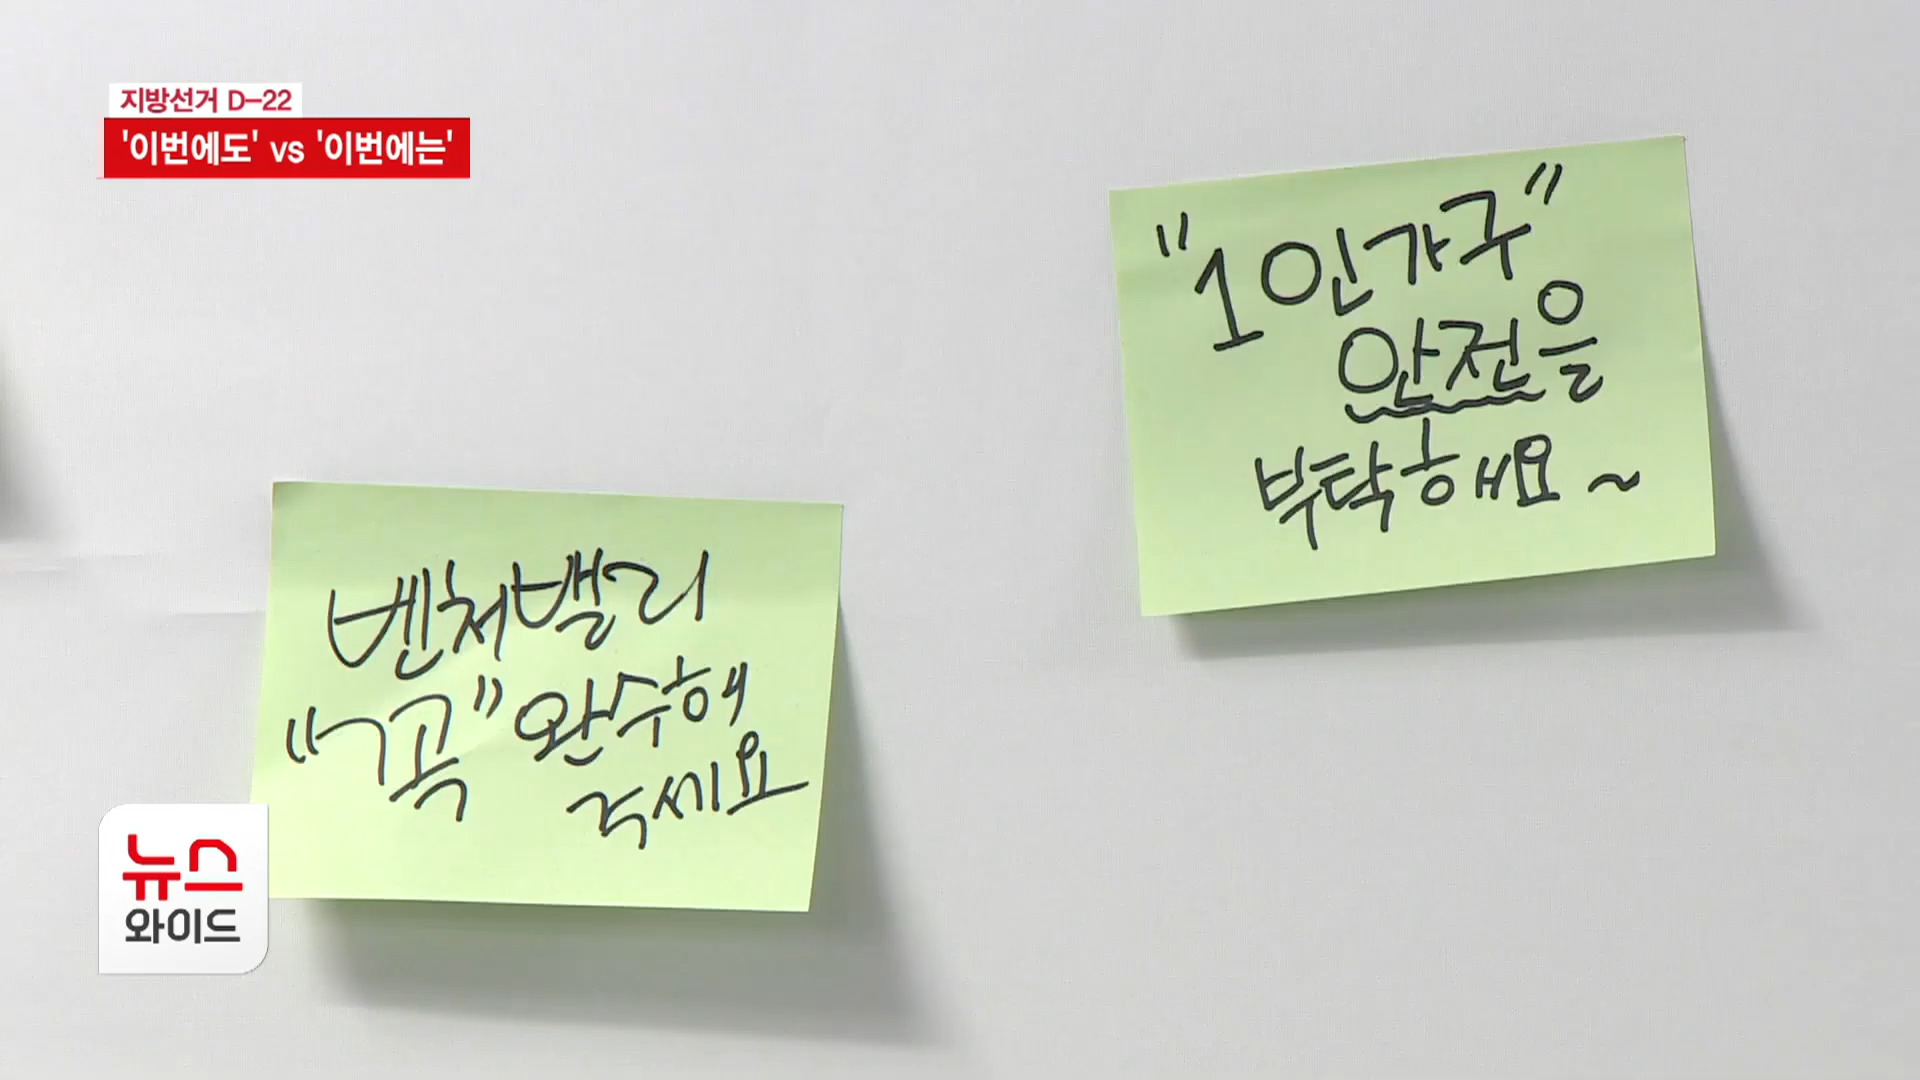 지방선거 D-22
'이번에도' vs '이번에는'
"1인가구"
안전을
부탁해요~
벤처밸리
"ㄱ곡" 완수해
주세요
뉴스
와이드